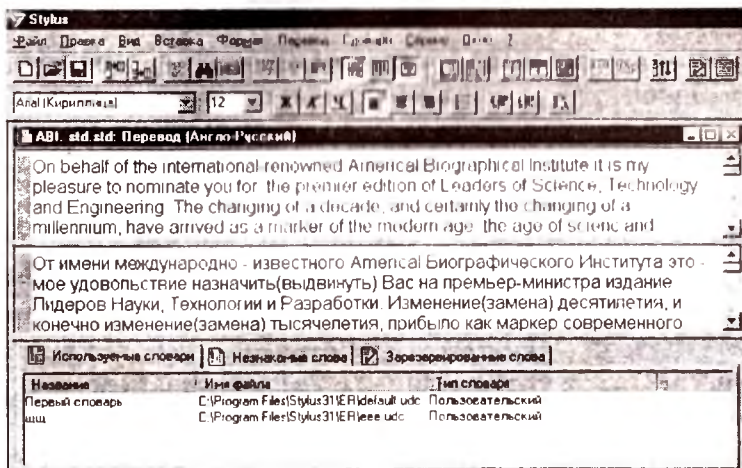 Stylus
Файл Правка Вид Вставка Формат Перевод Функции Сервис Окно ?
Arial (Кириллица) 12 Ж К Ч
ABI. std.std: Перевод (Англо-Русский)
On behalf of the international-renowned Americal Biographical Institute it is my
pleasure to nominate you for the premier edition of Leaders of Science, Technology
and Engineering. The changing of a decade, and certainly the changing of a
millennium, have arrived as a marker of the modern age: the age of scienc and
От имени международно - известного Americal Биографического Института это -
мое удовольствие назначить(выдвинуть) Вас на премьер-министра издание
Лидеров Науки, Технологии и Разработки. Изменение(замена) десятилетия, и
конечно изменение(замена) тысячелетия, прибыло как маркер современного
Используемые словари Незнакомые слова Зарезервированные слова
Название Имя файла Тип словаря
Первый словарь C:\Program Files\Stylus31\ER\default.udc Пользовательский
щщ C:\Program Files\Stylus31\ER\eee.udc Пользовательский